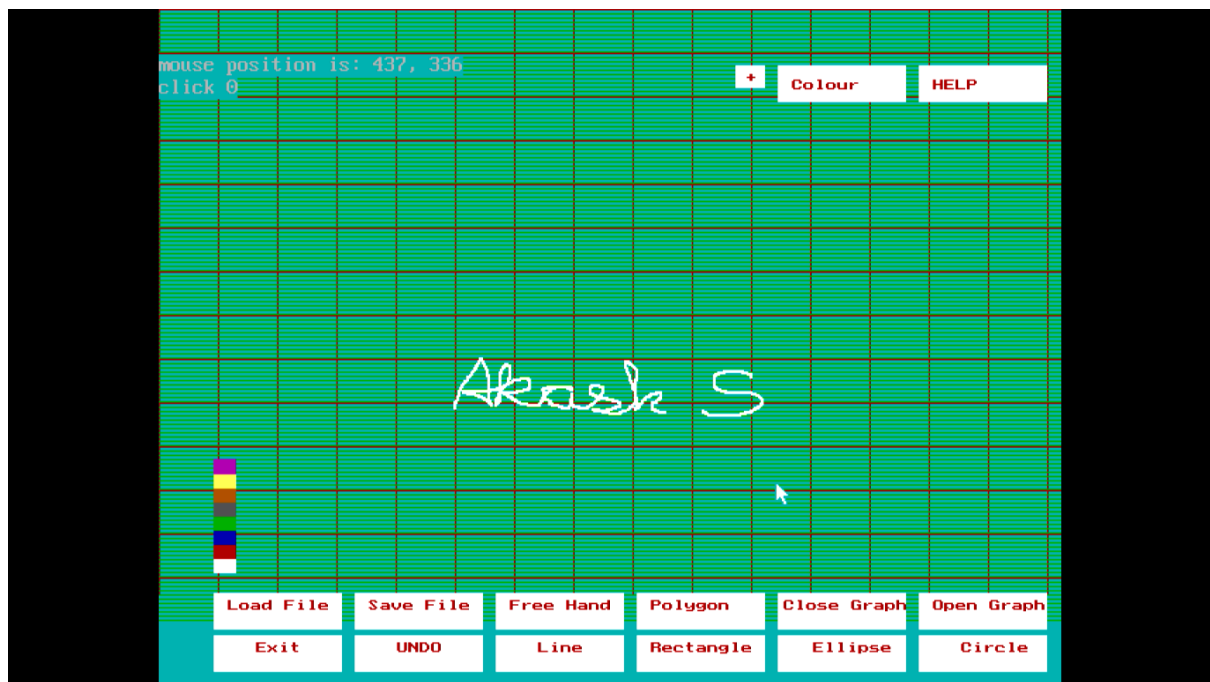 mouse position is: 437, 336
click 0
+ Colour HELP
Akash S
Load File Save File Free Hand Polygon Close Graph Open Graph
Exit UNDO Line Rectangle Ellipse Circle